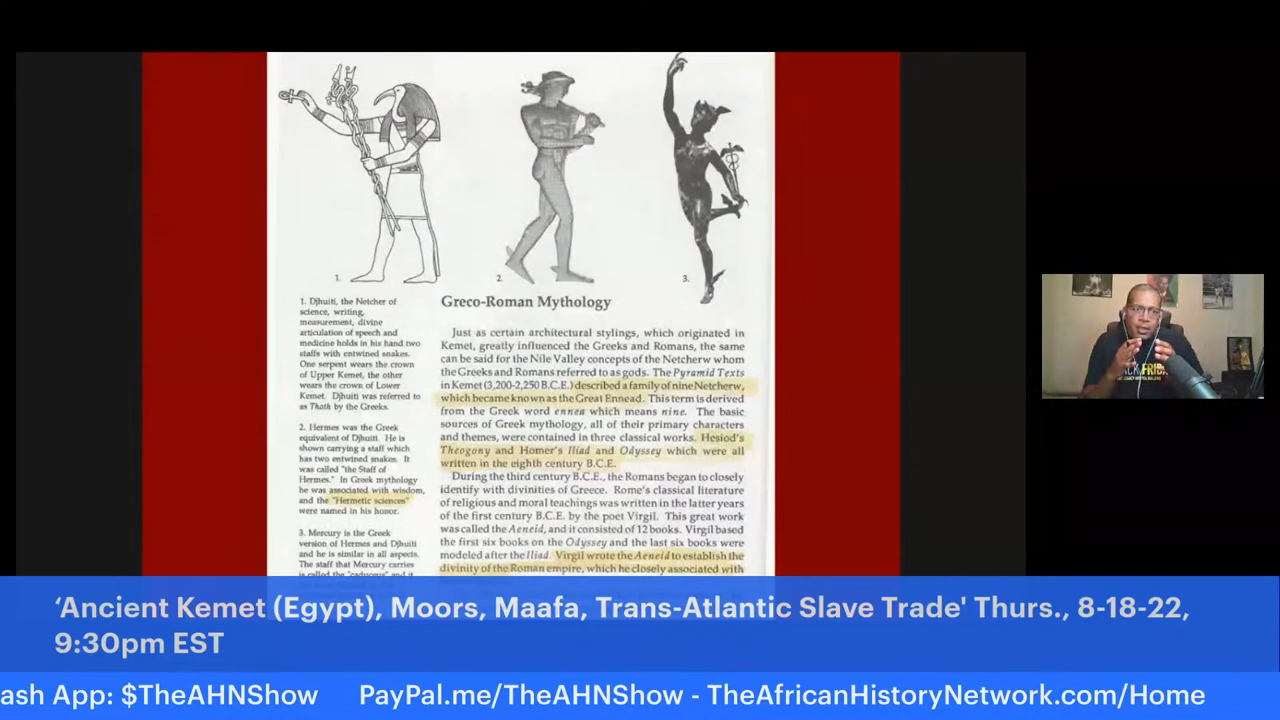 1.
2.
3.
1. Djhuiti, the Netcher of
science, writing,
measurement, divine
articulation of speech and
medicine holds in his hand two
staffs with entwined snakes.
One serpent wears the crown
of Upper Kemet, the other
wears the crown of Lower
Kemet. Djhuiti was referred to
as Thoth by the Greeks.
2. Hermes was the Greek
equivalent of Djhuiti. He is
shown carrying a staff which
has two entwined snakes. It
was called "the Staff of
Hermes." In Greek mythology
he was associated with wisdom,
and the "Hermetic sciences"
were named in his honor.
3. Mercury is the Greek
version of Hermes and Djhuiti
and he is similar in all aspects.
The staff that Mercury carries
is called the
Greco-Roman Mythology
Just as certain architectural stylings, which originated in
Kemet, greatly influenced the Greeks and Romans, the same
can be said for the Nile Valley concepts of the Netcherw whom
the Greeks and Romans referred to as gods. The Pyramid Texts
in Kemet (3,200-2,250 B.C.E.) described a family of nine Netcherw,
which became known as the Great Ennead. This term is derived
from the Greek word ennea which means nine. The basic
sources of Greek mythology, all of their primary characters
and themes, were contained in three classical works. Hesiod's
Theogony and Homer's Iliad and Odyssey which were all
written in the eighth century B.C.E.
During the third century B.C.E., the Romans began to closely
identify with divinities of Greece. Rome's classical literature
of religious and moral teachings was written in the latter years
of the first century B.C.E. by the poet Virgil. This great work
was called the Aeneid, and it consisted of 12 books. Virgil based
the first six books on the Odyssey and the last six books were
modeled after the Iliad. Virgil wrote the Aeneid to establish the
divinity of the Roman empire, which he closely associated with
‘Ancient Kemet (Egypt), Moors, Maafa, Trans-Atlantic Slave Trade' Thurs., 8-18-22,
9:30pm EST
ash App: $TheAHNShow PayPal.me/TheAHNShow - TheAfricanHistoryNetwork.com/Home